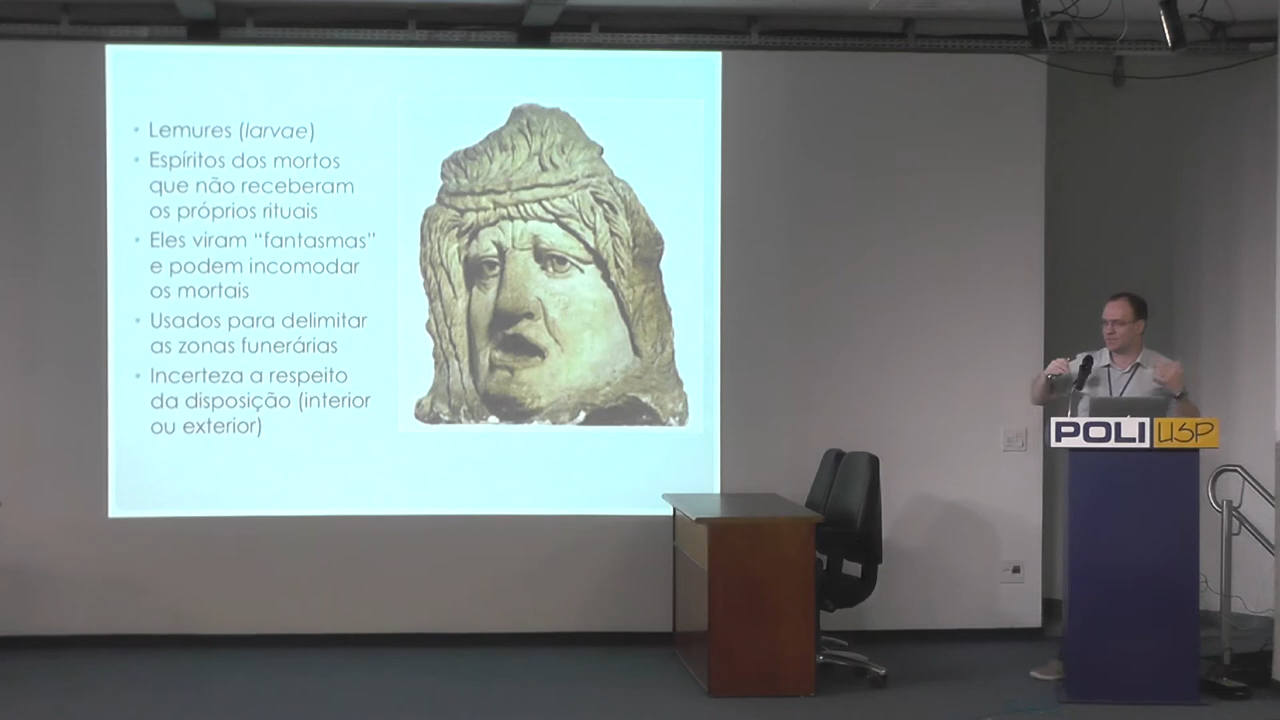 • Lemures (larvae)
• Espíritos dos mortos
que não receberam
os próprios rituais
• Eles viram “fantasmas”
e podem incomodar
os mortais
• Usados para delimitar
as zonas funerárias
• Incerteza a respeito
da disposição (interior
ou exterior)
POLI USP